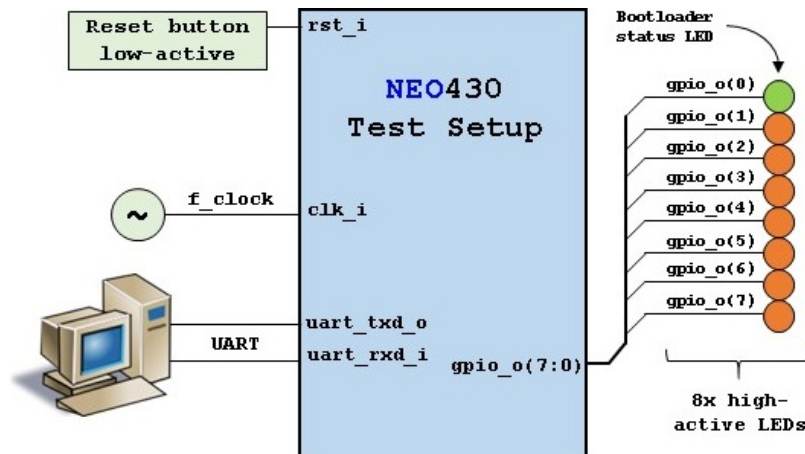 Reset button
low-active
rst_i
NEO430
Test Setup
f_clock
~
clk_i
UART
uart_txd_o
uart_rxd_i
gpio_o(7:0)
Bootloader
status LED
gpio_o(0)
gpio_o(1)
gpio_o(2)
gpio_o(3)
gpio_o(4)
gpio_o(5)
gpio_o(6)
gpio_o(7)
8x high-
active LEDs